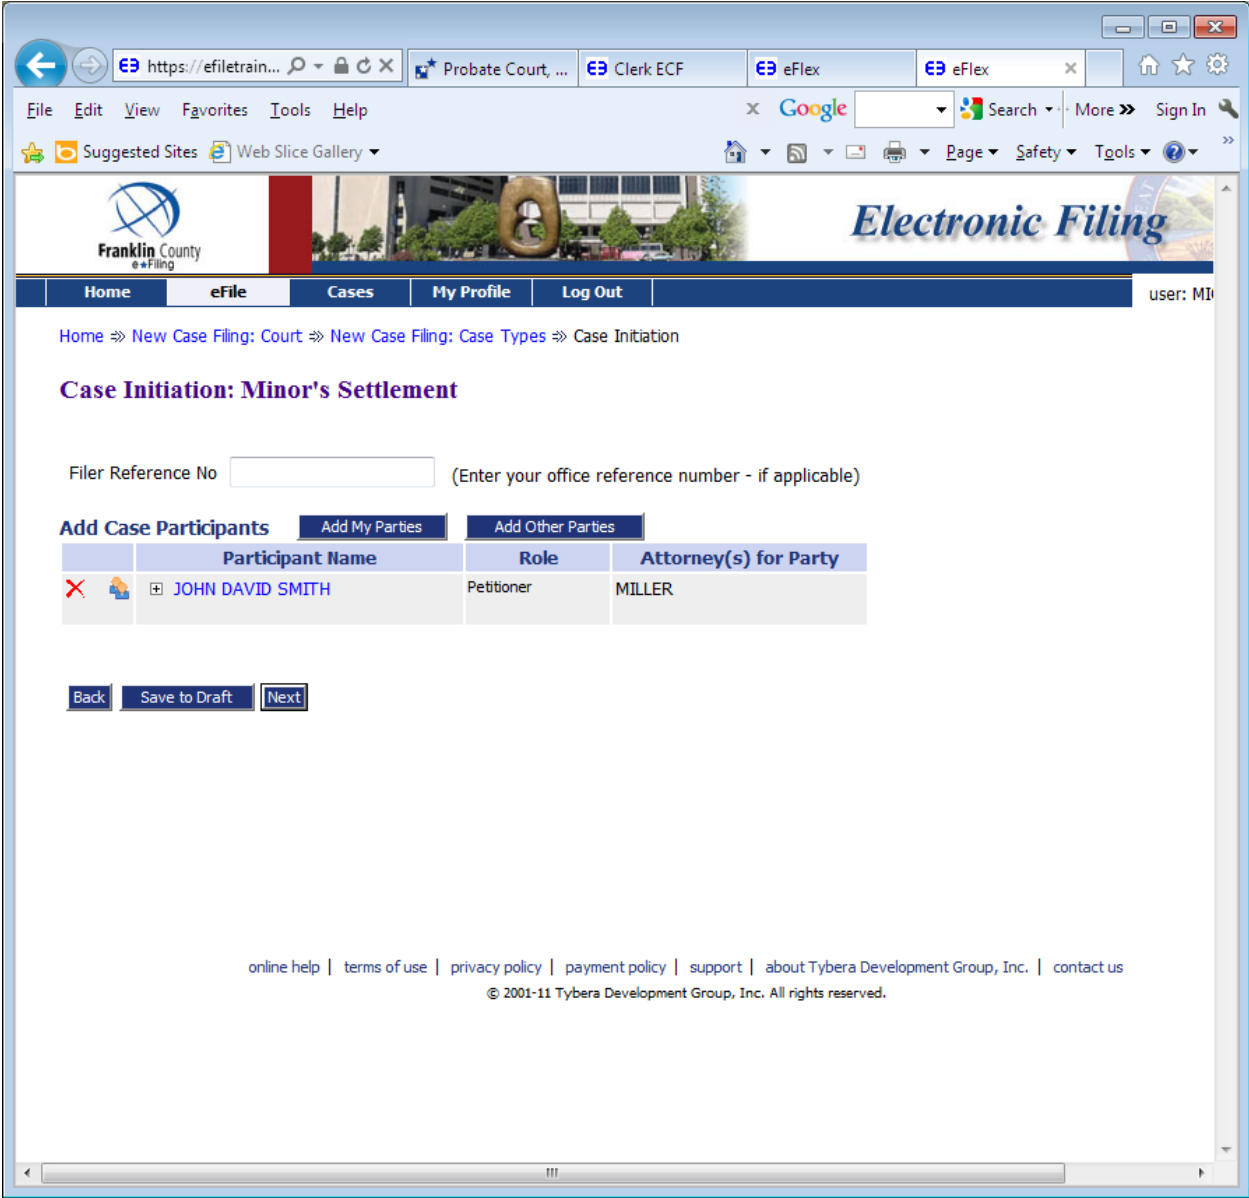 https://efiletrain...
Probate Court, ...
Clerk ECF
eFlex
eFlex
File Edit View Favorites Tools Help
x Google Search More >> Sign In
Suggested Sites Web Slice Gallery
Page Safety Tools
Franklin County
e★Filing
Electronic Filing
Home eFile Cases My Profile Log Out
user: MI
Home ⇒ New Case Filing: Court ⇒ New Case Filing: Case Types ⇒ Case Initiation
Case Initiation: Minor's Settlement
Filer Reference No (Enter your office reference number - if applicable)
Add Case Participants Add My Parties Add Other Parties
Participant Name Role Attorney(s) for Party
JOHN DAVID SMITH Petitioner MILLER
Back Save to Draft Next
online help | terms of use | privacy policy | payment policy | support | about Tybera Development Group, Inc. | contact us
© 2001-11 Tybera Development Group, Inc. All rights reserved.